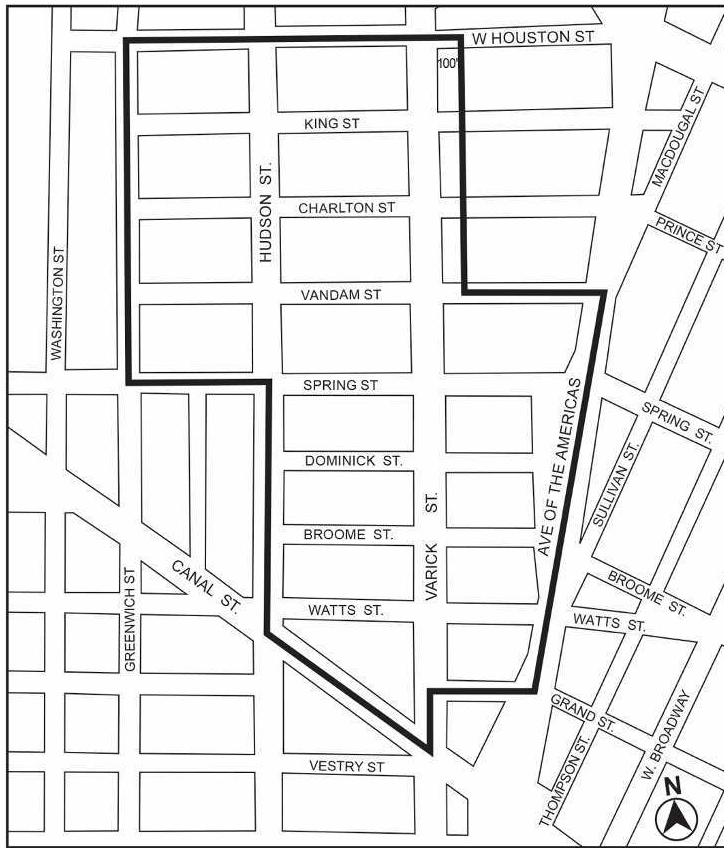 W HOUSTON ST
100'
KING ST
MACDOUGAL ST
HUDSON ST.
CHARLTON ST
PRINCE ST
WASHINGTON ST
VANDAM ST
SPRING ST
AVE OF THE AMERICAS
SPRING ST.
SULLIVAN ST.
DOMINICK ST.
VARICK ST.
BROOME ST.
CANAL ST.
BROOME ST.
GREENWICH ST
WATTS ST.
WATTS ST.
GRAND ST.
W. BROADWAY
THOMPSON ST.
VESTRY ST
N